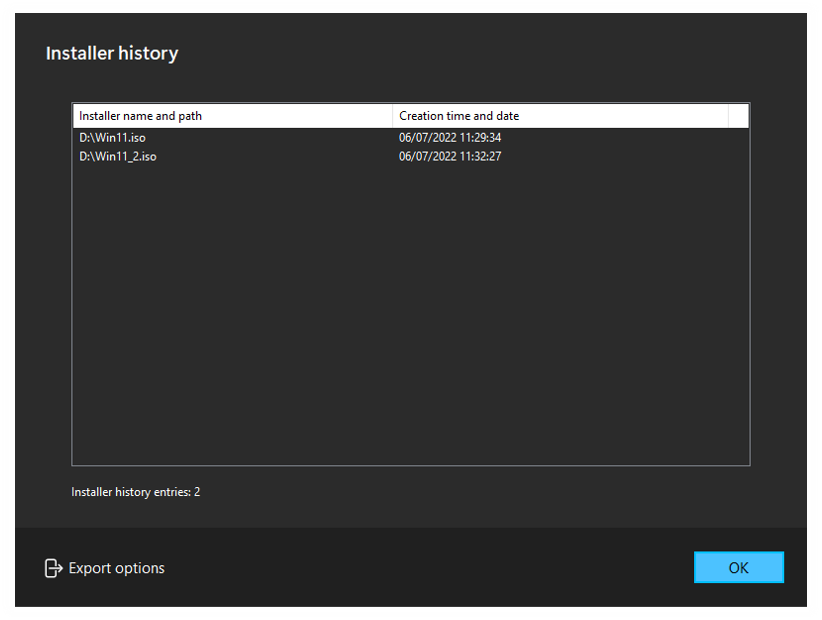 Installer history
Installer name and path Creation time and date
D:\Win11.iso 06/07/2022 11:29:34
D:\Win11_2.iso 06/07/2022 11:32:27
Installer history entries: 2
Export options OK